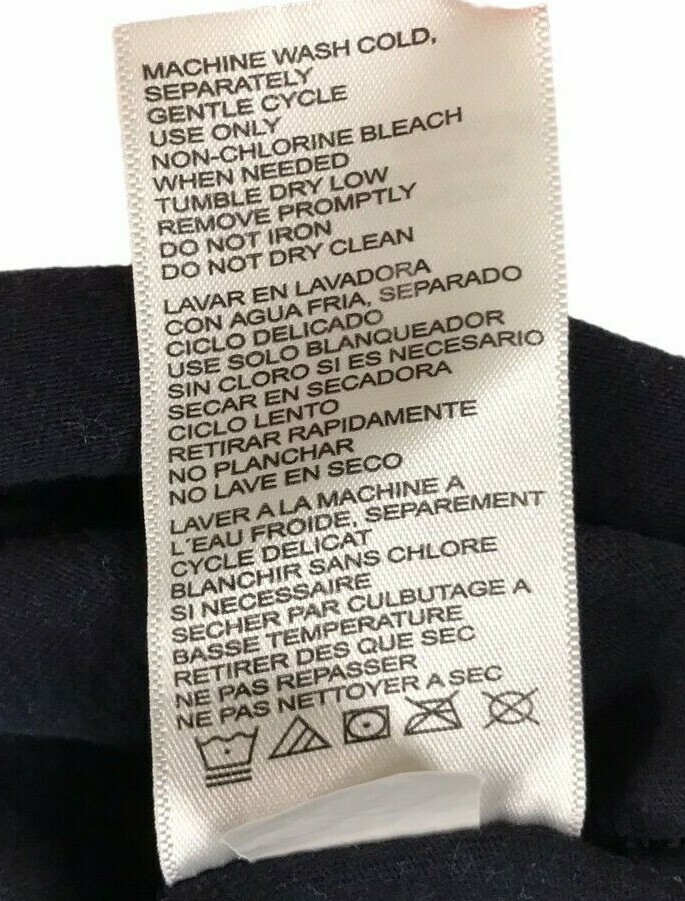 MACHINE WASH COLD,
SEPARATELY
GENTLE CYCLE
USE ONLY
NON-CHLORINE BLEACH
WHEN NEEDED
TUMBLE DRY LOW
REMOVE PROMPTLY
DO NOT IRON
DO NOT DRY CLEAN
LAVAR EN LAVADORA
CON AGUA FRIA, SEPARADO
CICLO DELICADO
USE SOLO BLANQUEADOR
SIN CLORO SI ES NECESARIO
SECAR EN SECADORA
CICLO LENTO
RETIRAR RAPIDAMENTE
NO PLANCHAR
NO LAVE EN SECO
LAVER A LA MACHINE A
L'EAU FROIDE, SEPAREMENT
CYCLE DELICAT
BLANCHIR SANS CHLORE
SI NECESSAIRE
SECHER PAR CULBUTAGE A
BASSE TEMPERATURE
RETIRER DES QUE SEC
NE PAS REPASSER
NE PAS NETTOYER A SEC